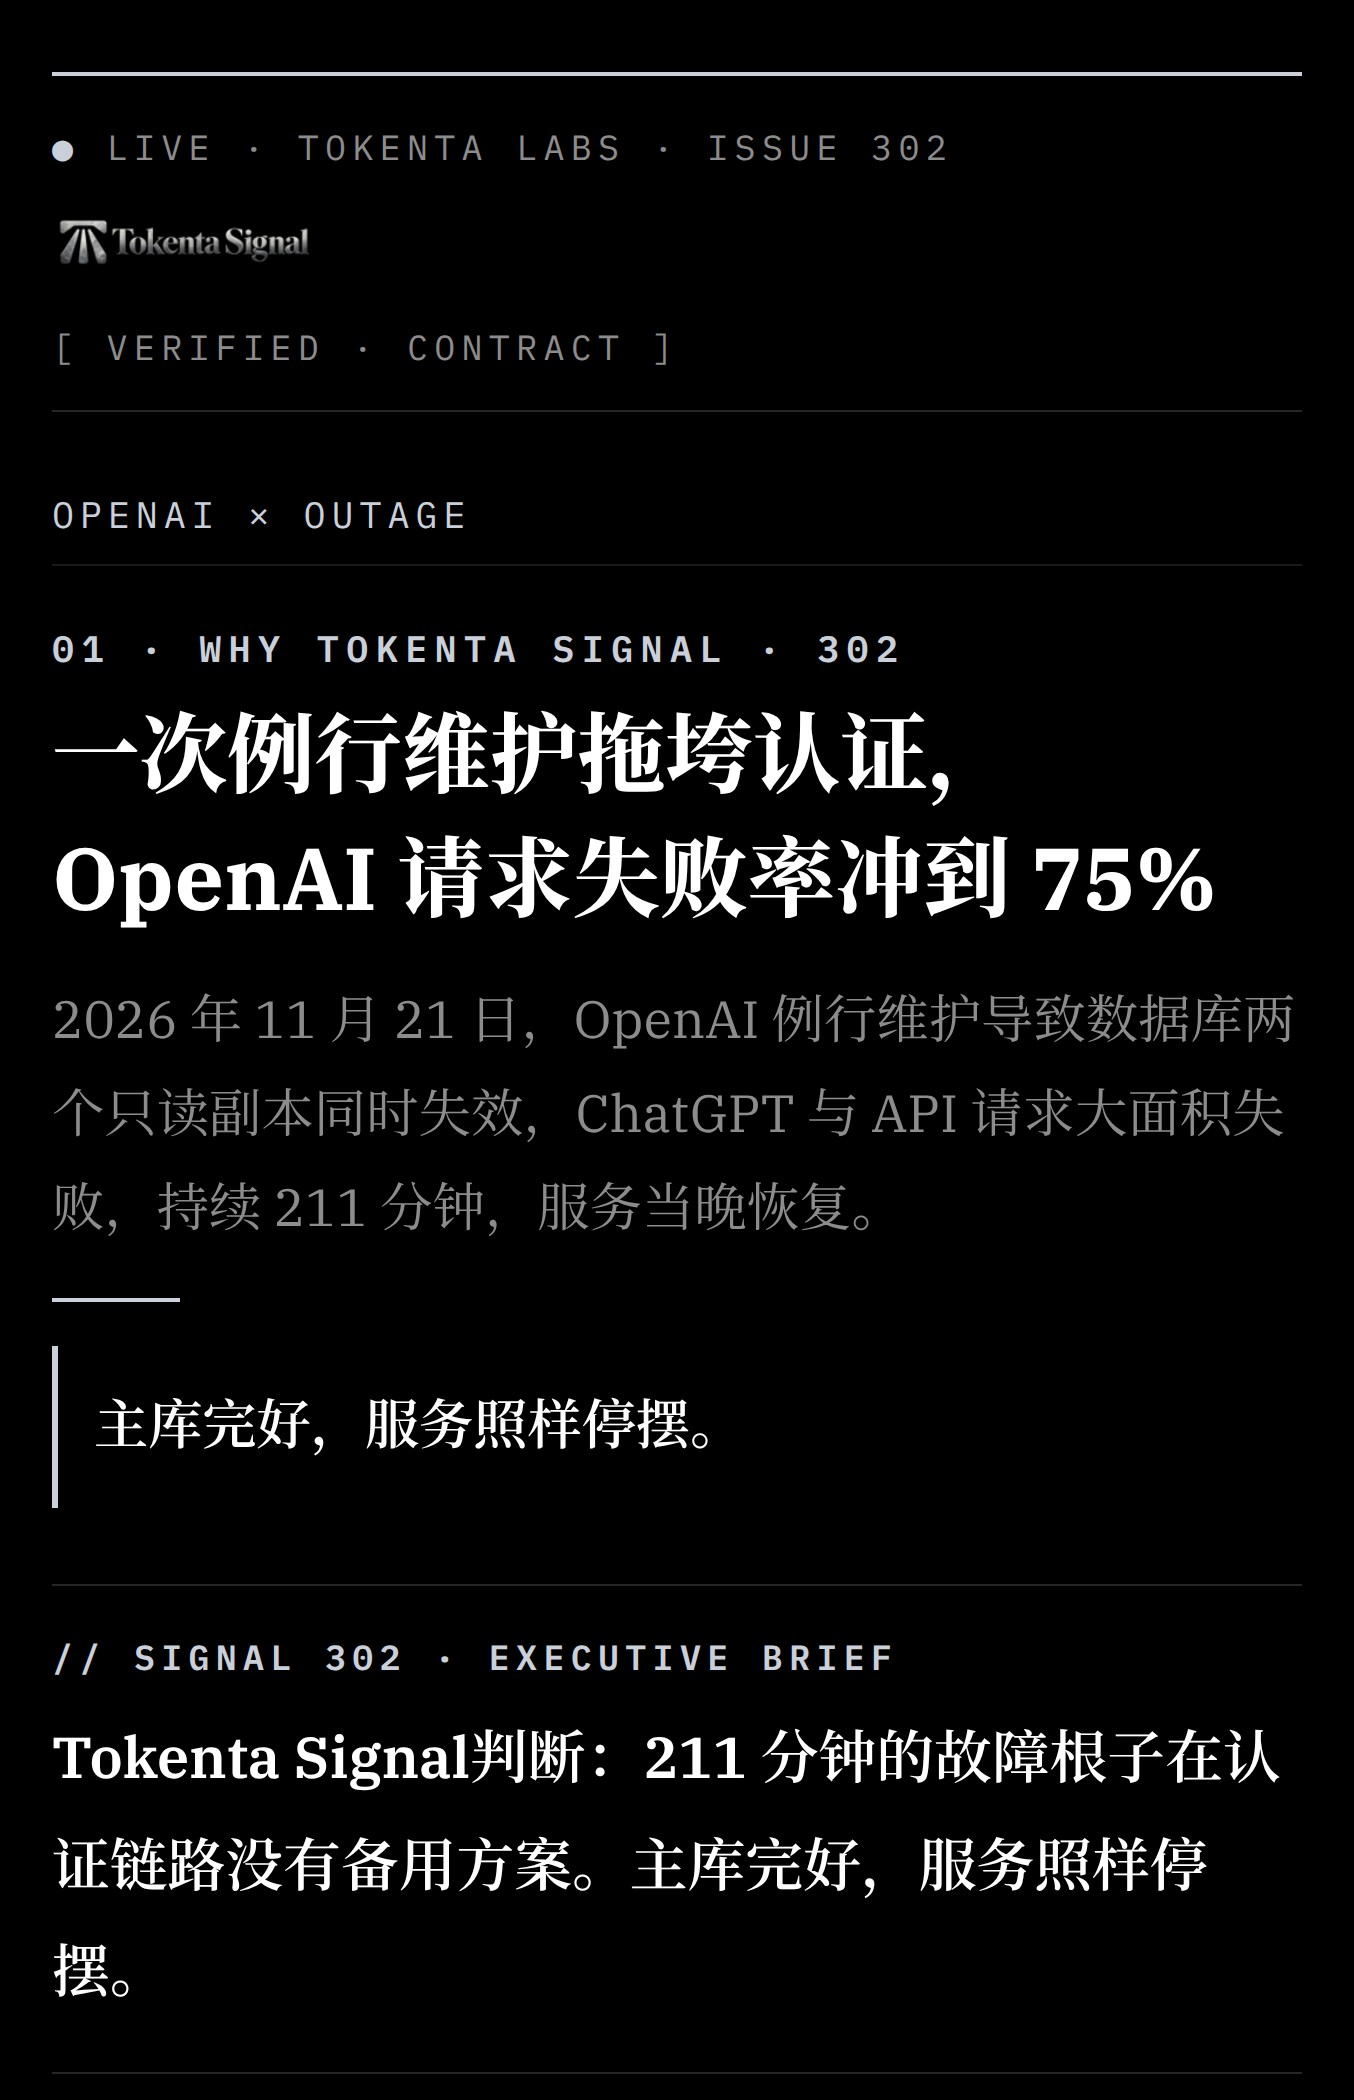 ● LIVE · TOKENTA LABS · ISSUE 302
Tokenta Signal
[ VERIFIED · CONTRACT ]
OPENAI × OUTAGE
01 · WHY TOKENTA SIGNAL · 302
一次例行维护拖垮认证，
OpenAI 请求失败率冲到 75%
2026 年 11 月 21 日，OpenAI 例行维护导致数据库两
个只读副本同时失效，ChatGPT 与 API 请求大面积失
败，持续 211 分钟，服务当晚恢复。
主库完好，服务照样停摆。
// SIGNAL 302 · EXECUTIVE BRIEF
Tokenta Signal判断：211 分钟的故障根子在认
证链路没有备用方案。主库完好，服务照样停
摆。